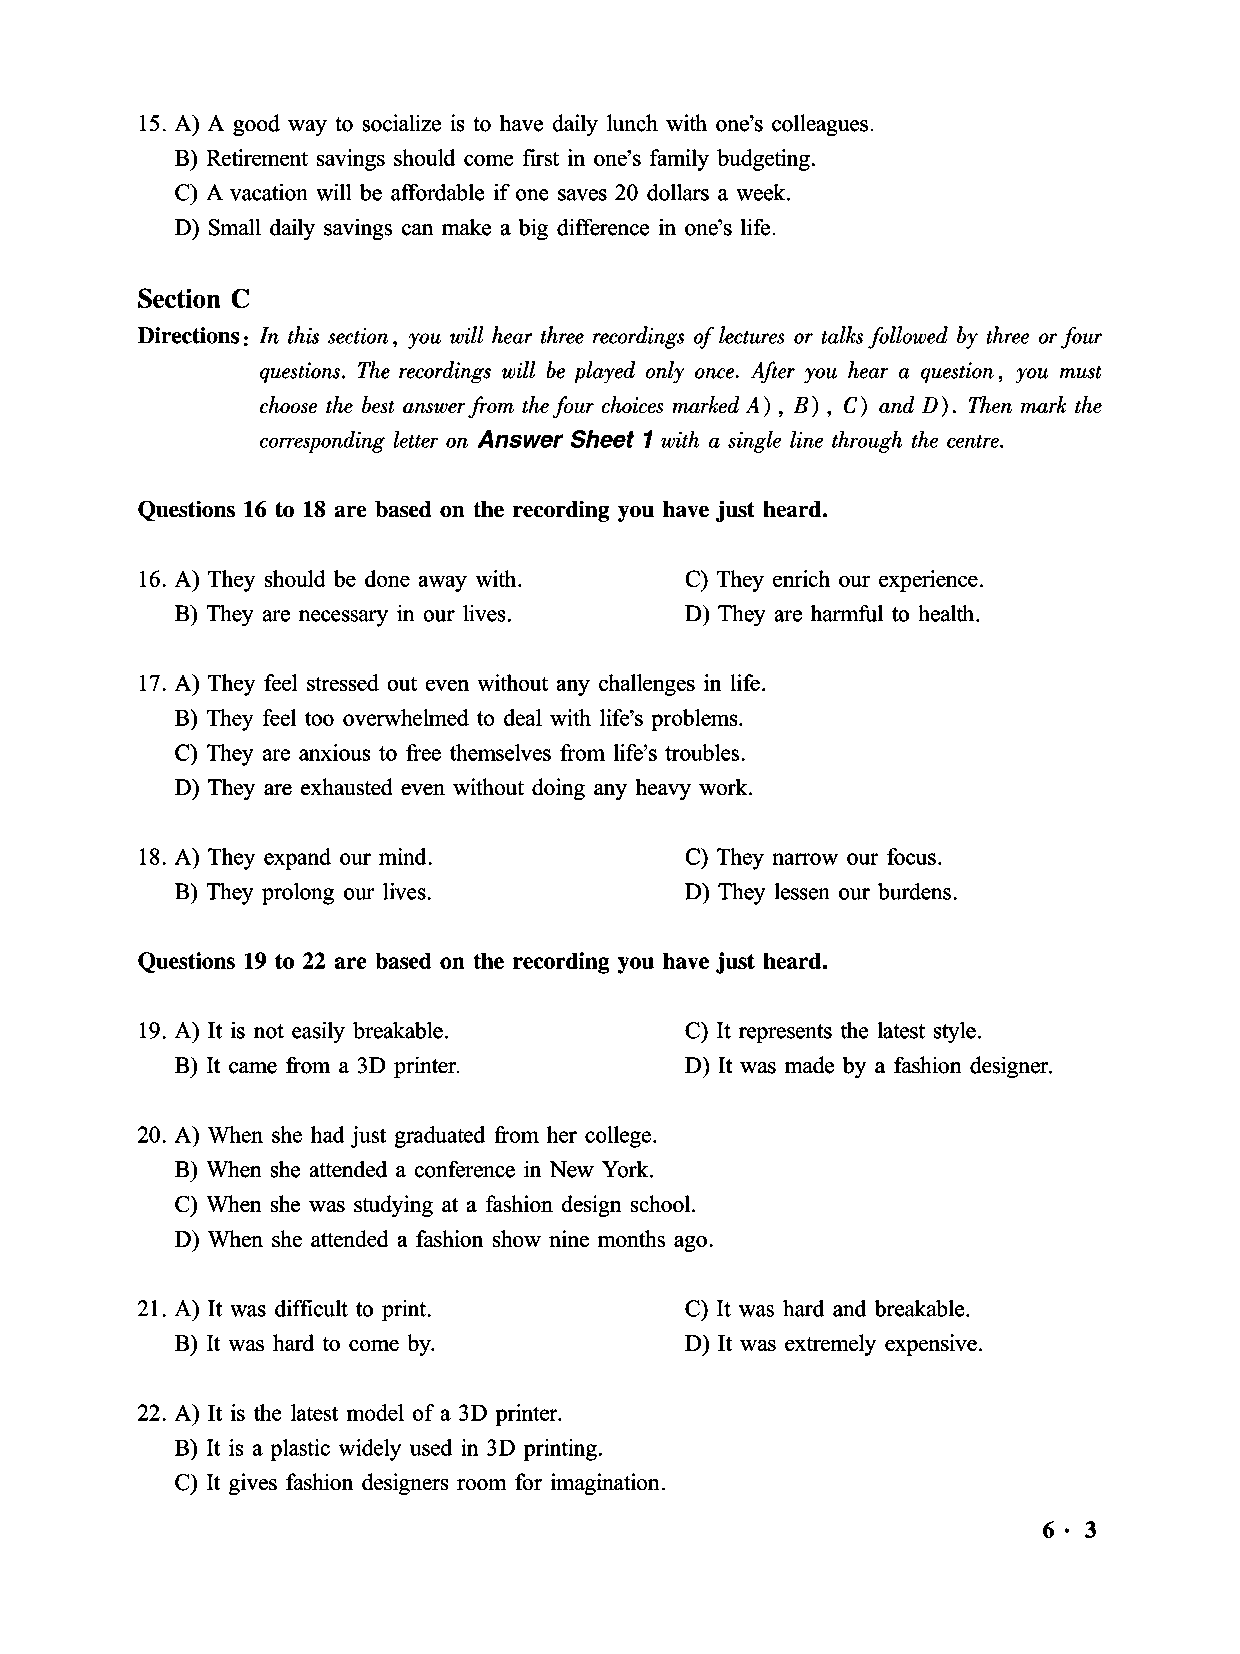 15. A) A good way to socialize is to have daily lunch with one's colleagues.
B) Retirement savings should come first in one's family budgeting.
C) A vacation will be affordable if one saves 20 dollars a week.
D) Small daily savings can make a big difference in one's life.
Section C
Directions: In this section, you will hear three recordings of lectures or talks followed by three or four
questions. The recordings will be played only once. After you hear a question, you must
choose the best answer from the four choices marked A), B), C) and D). Then mark the
corresponding letter on Answer Sheet 1 with a single line through the centre.
Questions 16 to 18 are based on the recording you have just heard.
16. A) They should be done away with. C) They enrich our experience.
B) They are necessary in our lives. D) They are harmful to health.
17. A) They feel stressed out even without any challenges in life.
B) They feel too overwhelmed to deal with life's problems.
C) They are anxious to free themselves from life's troubles.
D) They are exhausted even without doing any heavy work.
18. A) They expand our mind. C) They narrow our focus.
B) They prolong our lives. D) They lessen our burdens.
Questions 19 to 22 are based on the recording you have just heard.
19. A) It is not easily breakable. C) It represents the latest style.
B) It came from a 3D printer. D) It was made by a fashion designer.
20. A) When she had just graduated from her college.
B) When she attended a conference in New York.
C) When she was studying at a fashion design school.
D) When she attended a fashion show nine months ago.
21. A) It was difficult to print. C) It was hard and breakable.
B) It was hard to come by. D) It was extremely expensive.
22. A) It is the latest model of a 3D printer.
B) It is a plastic widely used in 3D printing.
C) It gives fashion designers room for imagination.
6 · 3